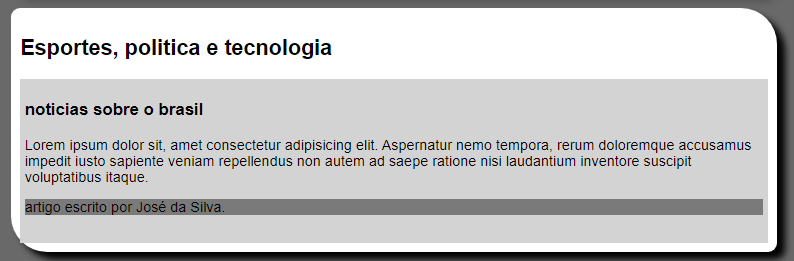 Esportes, politica e tecnologia
noticias sobre o brasil
Lorem ipsum dolor sit, amet consectetur adipisicing elit. Aspernatur nemo tempora, rerum doloremque accusamus
impedit iusto sapiente veniam repellendus non autem ad saepe ratione nisi laudantium inventore suscipit
voluptatibus itaque.
artigo escrito por José da Silva.